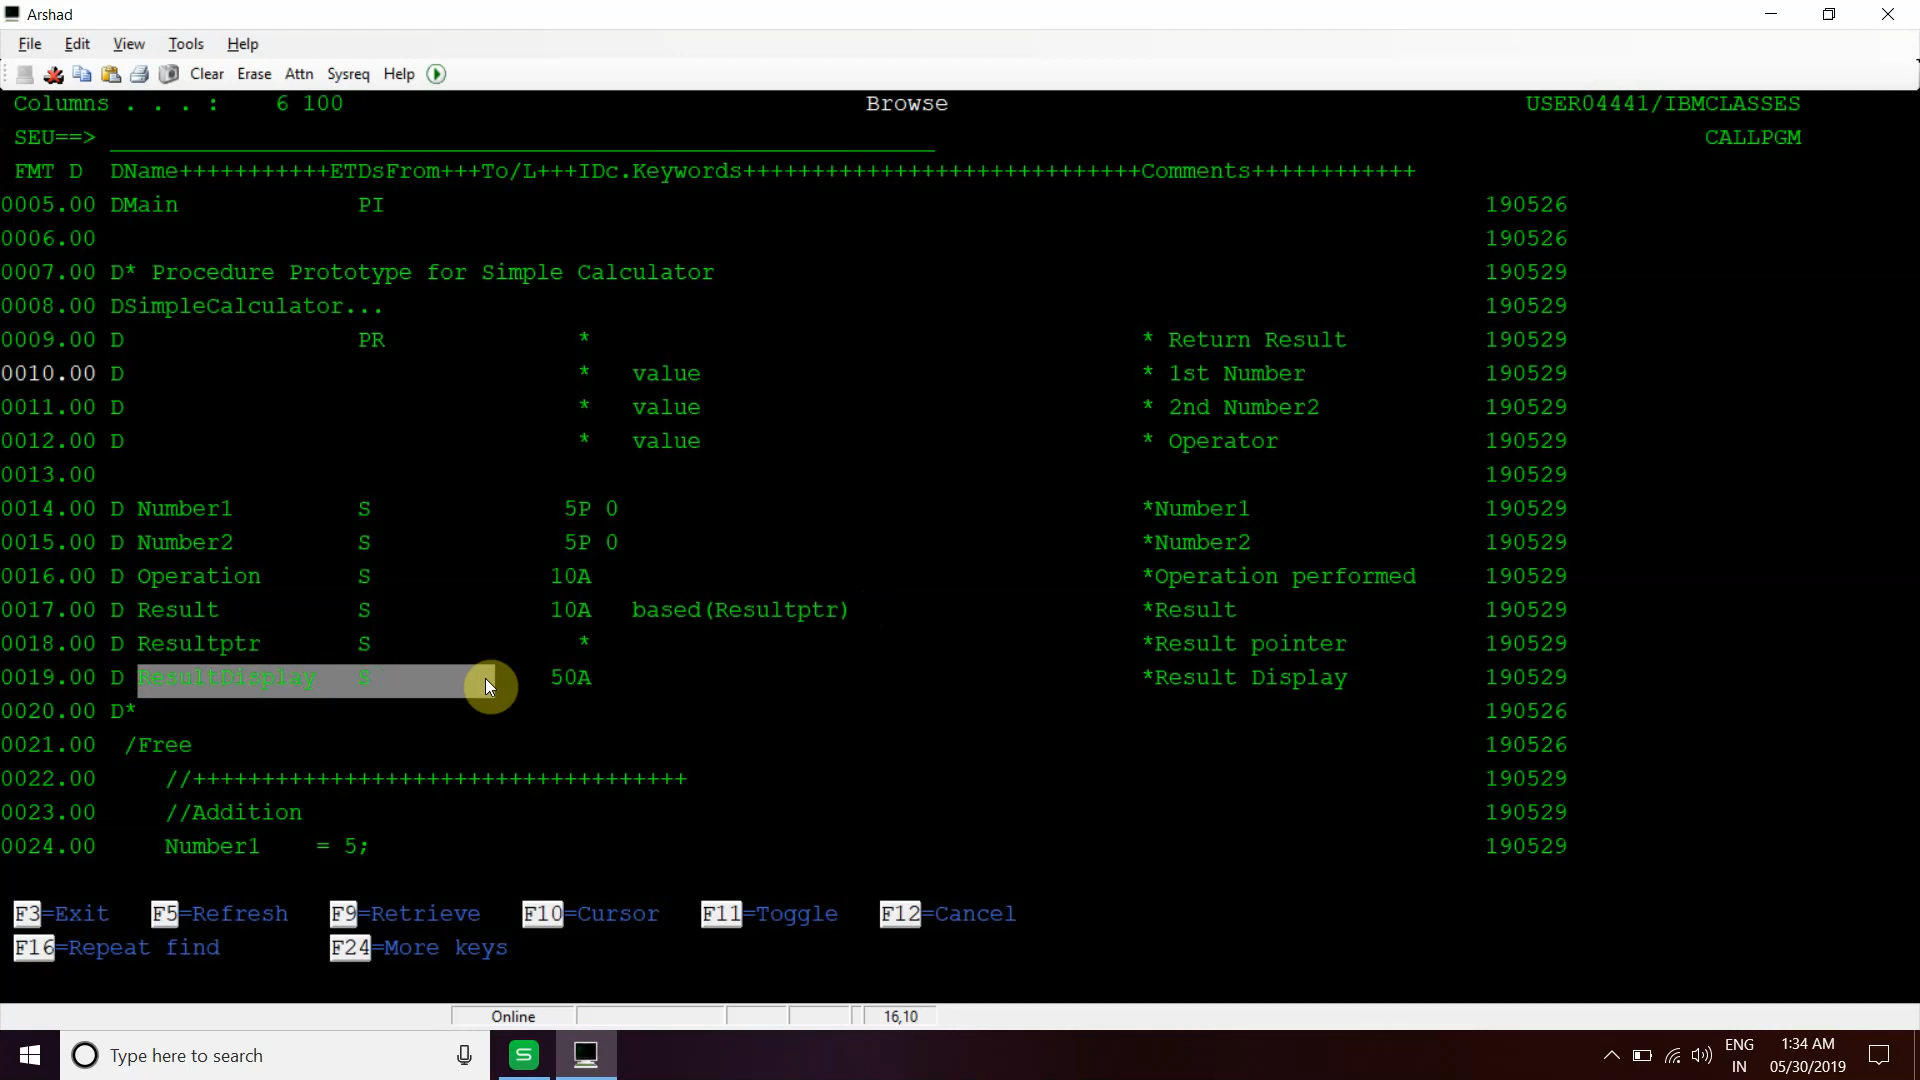 Arshad
File Edit View Tools Help
Clear Erase Attn Sysreq Help
Columns . . . : 6 100 Browse USER04441/IBMCLASSES
SEU==> CALLPGM
FMT D DName+++++++++++ETDsFrom+++To/L+++IDc.Keywords+++++++++++++++++++++++++++++Comments++++++++++++
0005.00 DMain PI 190526
0006.00 190526
0007.00 D* Procedure Prototype for Simple Calculator 190529
0008.00 DSimpleCalculator... 190529
0009.00 D PR * * Return Result 190529
0010.00 D * value * 1st Number 190529
0011.00 D * value * 2nd Number2 190529
0012.00 D * value * Operator 190529
0013.00 190529
0014.00 D Number1 S 5P 0 *Number1 190529
0015.00 D Number2 S 5P 0 *Number2 190529
0016.00 D Operation S 10A *Operation performed 190529
0017.00 D Result S 10A based(Resultptr) *Result 190529
0018.00 D Resultptr S * *Result pointer 190529
0019.00 D ResultDisplay S 50A *Result Display 190529
0020.00 D* 190526
0021.00 /Free 190526
0022.00 //++++++++++++++++++++++++++++++++++++ 190529
0023.00 //Addition 190529
0024.00 Number1 = 5; 190529
F3=Exit F5=Refresh F9=Retrieve F10=Cursor F11=Toggle F12=Cancel
F16=Repeat find F24=More keys
Online 16,10
Type here to search S ENG 1:34 AM
IN 05/30/2019